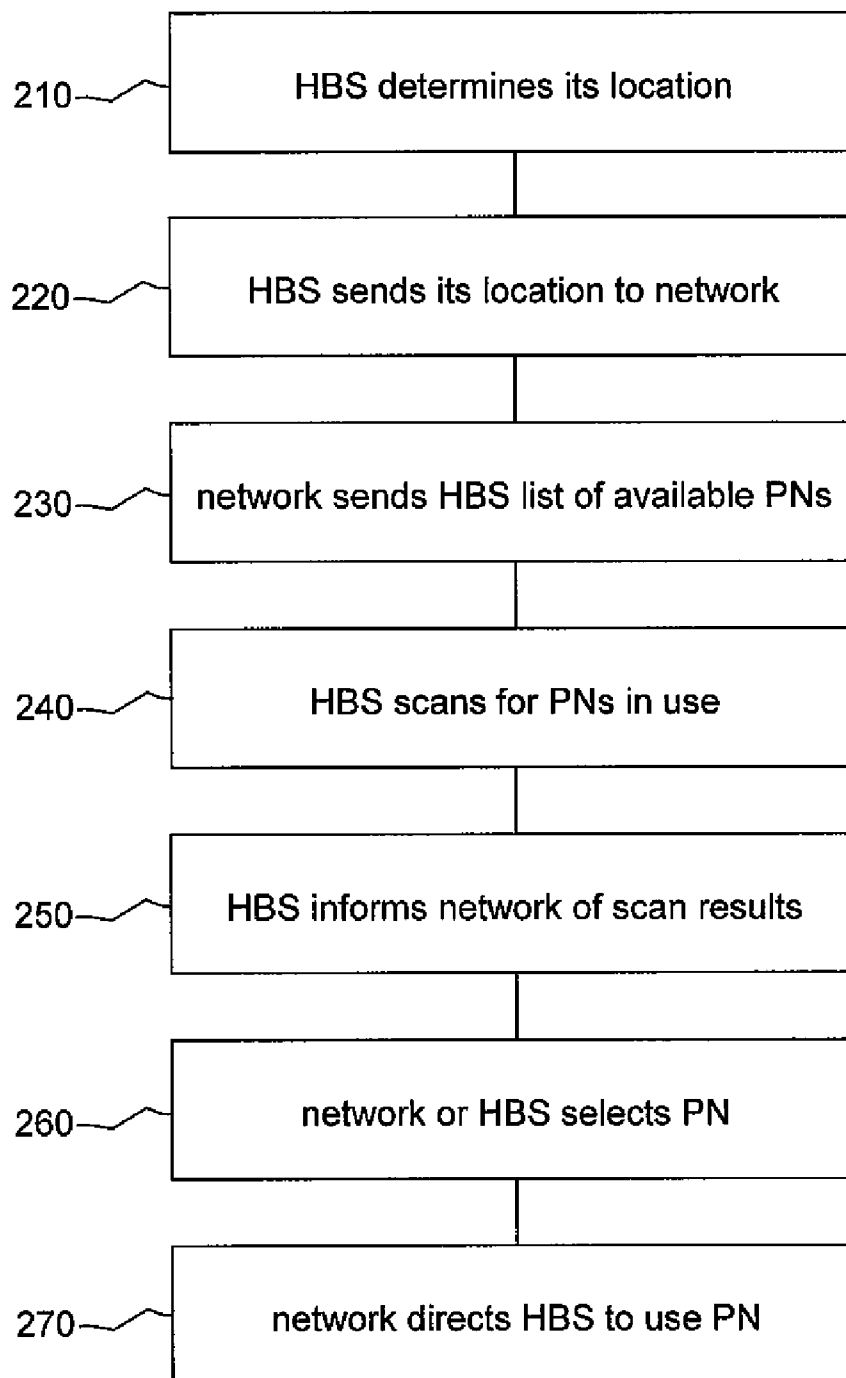 210 HBS determines its location
220 HBS sends its location to network
230 network sends HBS list of available PNs
240 HBS scans for PNs in use
250 HBS informs network of scan results
260 network or HBS selects PN
270 network directs HBS to use PN